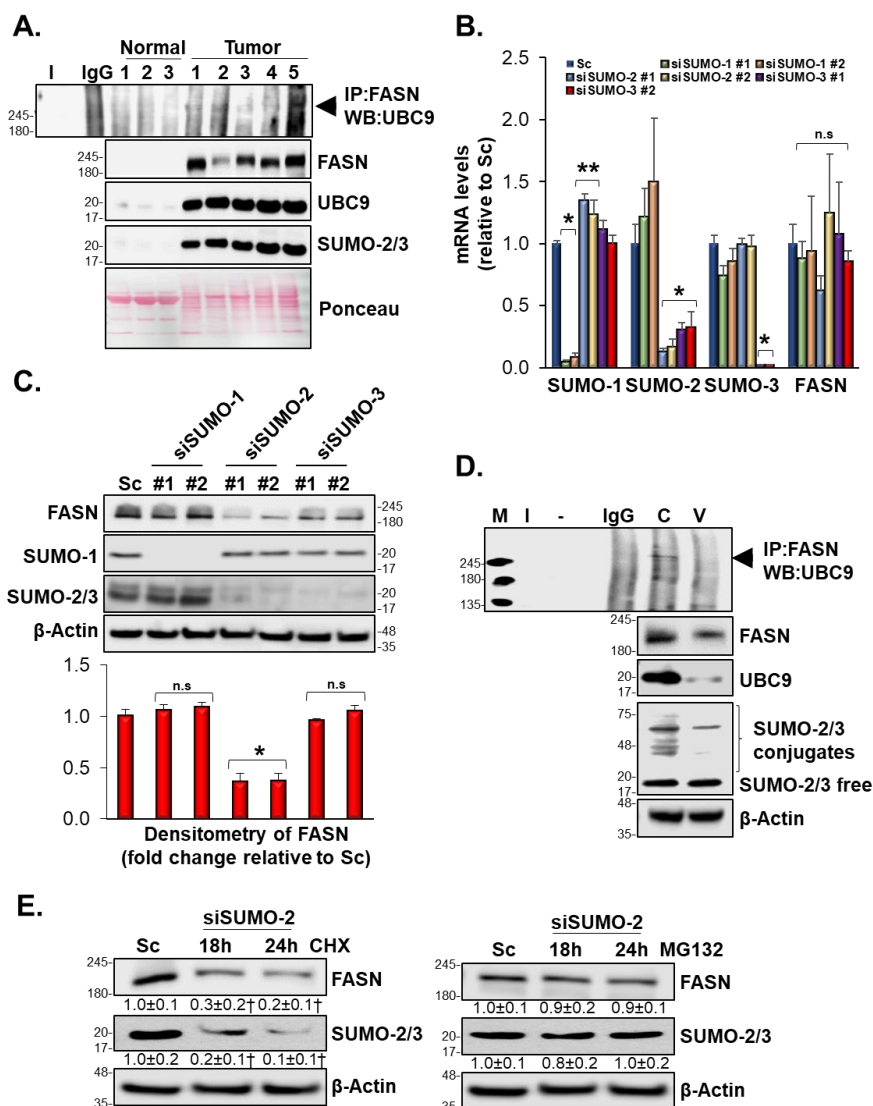 A.
Normal Tumor
I IgG 1 2 3 1 2 3 4 5
IP:FASN
WB:UBC9
245-
180-
245-
180-
FASN
20-
17-
UBC9
20-
17-
SUMO-2/3
Ponceau
B.
mRNA levels
(relative to Sc)
2.5
2.0
1.5
1.0
0.5
0.0
Sc siSUMO-1 #1 siSUMO-1 #2
siSUMO-2 #1 siSUMO-2 #2 siSUMO-3 #1
siSUMO-3 #2
* ** * * n.s
SUMO-1 SUMO-2 SUMO-3 FASN
C.
siSUMO-1 siSUMO-2 siSUMO-3
Sc #1 #2 #1 #2 #1 #2
FASN
-245
-180
SUMO-1
-20
-17
SUMO-2/3
-20
-17
β-Actin
-48
-35
1.5
1.0
0.5
0.0
n.s * n.s
Densitometry of FASN
(fold change relative to Sc)
D.
M I - IgG C V
245-
180-
135-
IP:FASN
WB:UBC9
245-
180-
FASN
20-
17-
UBC9
75-
48-
SUMO-2/3
conjugates
20-
17-
SUMO-2/3 free
48-
35-
β-Actin
E.
siSUMO-2
Sc 18h 24h CHX
245-
180-
FASN
1.0±0.1 0.3±0.2† 0.2±0.1†
20-
17-
SUMO-2/3
1.0±0.2 0.2±0.1† 0.1±0.1†
48-
35-
β-Actin
siSUMO-2
Sc 18h 24h MG132
245-
180-
FASN
1.0±0.1 0.9±0.2 0.9±0.1
20-
17-
SUMO-2/3
1.0±0.1 0.8±0.2 1.0±0.2
48-
35-
β-Actin